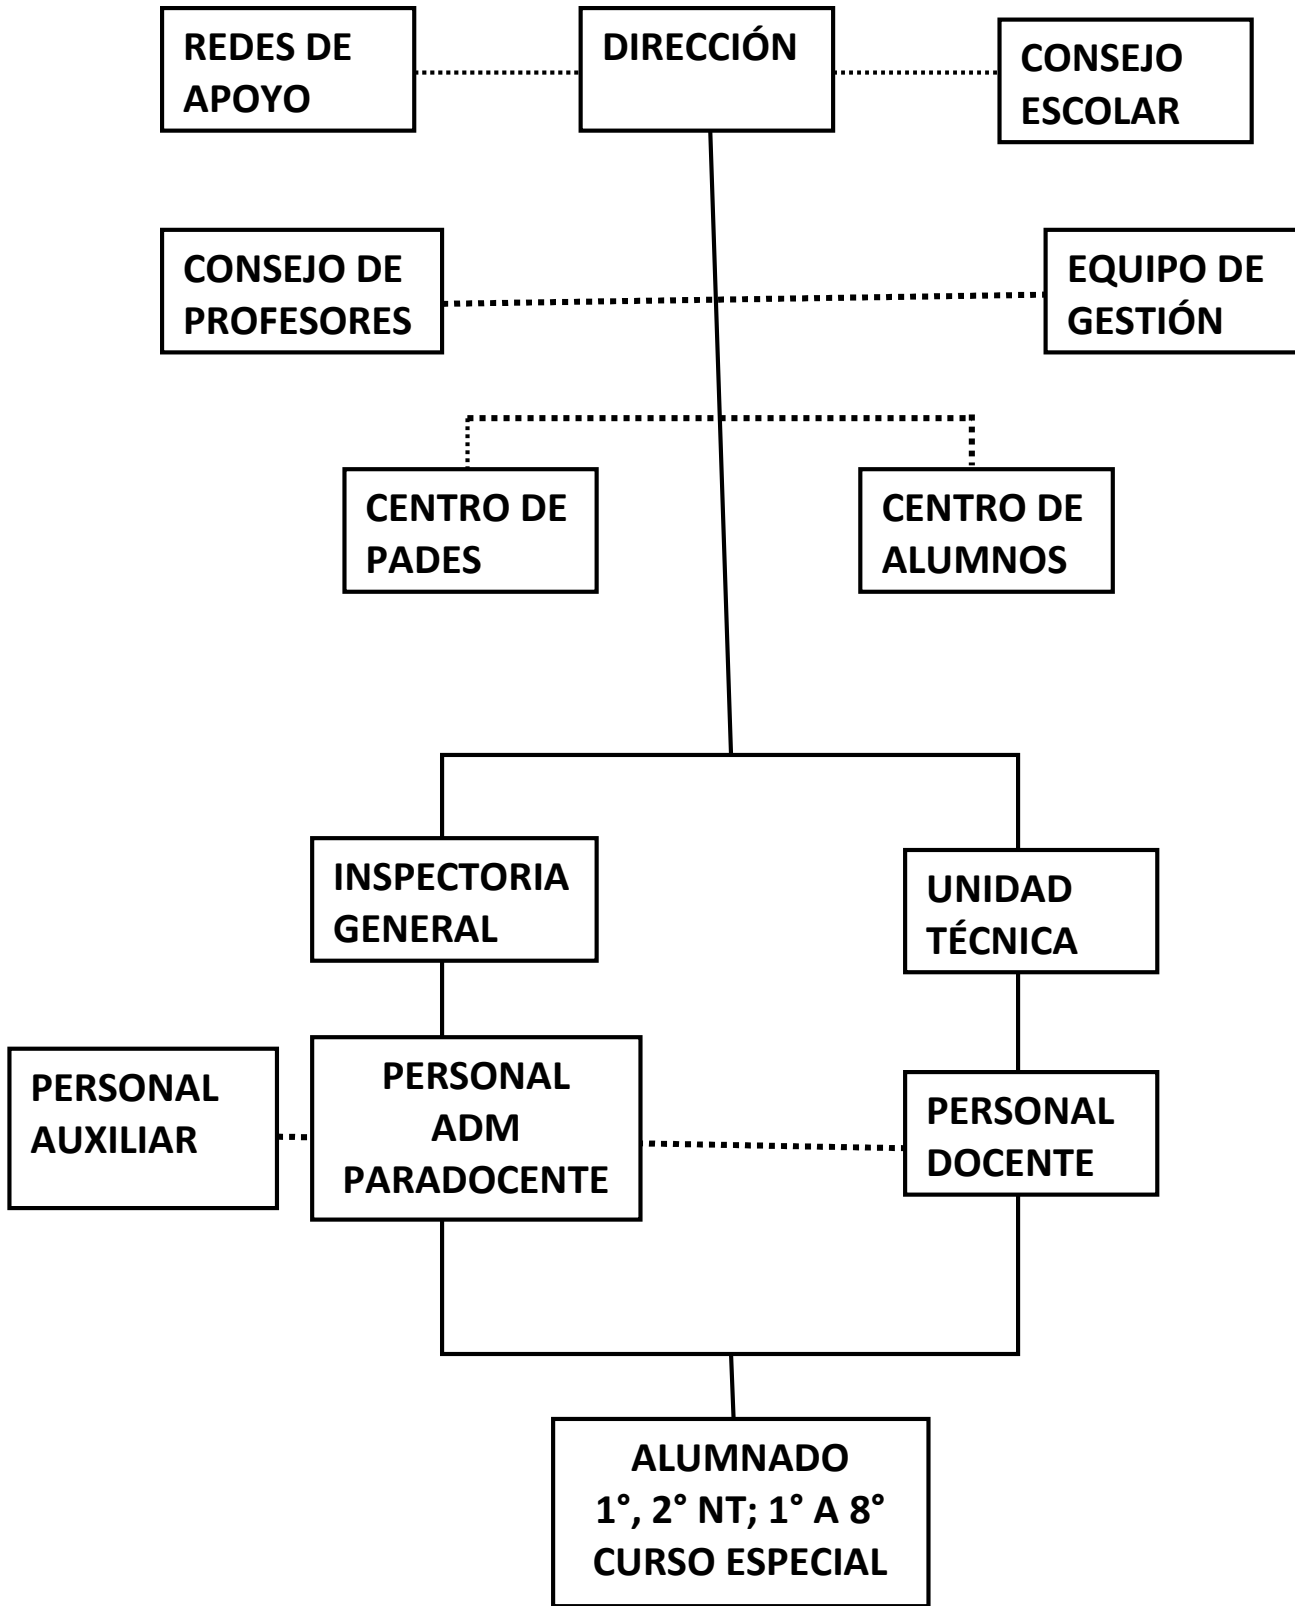 REDES DE
APOYO
DIRECCIÓN
CONSEJO
ESCOLAR
CONSEJO DE
PROFESORES
EQUIPO DE
GESTIÓN
CENTRO DE
PADES
CENTRO DE
ALUMNOS
INSPECTORIA
GENERAL
UNIDAD
TÉCNICA
PERSONAL
AUXILIAR
PERSONAL
ADM
PARADOCENTE
PERSONAL
DOCENTE
ALUMNADO
1°, 2° NT; 1° A 8°
CURSO ESPECIAL